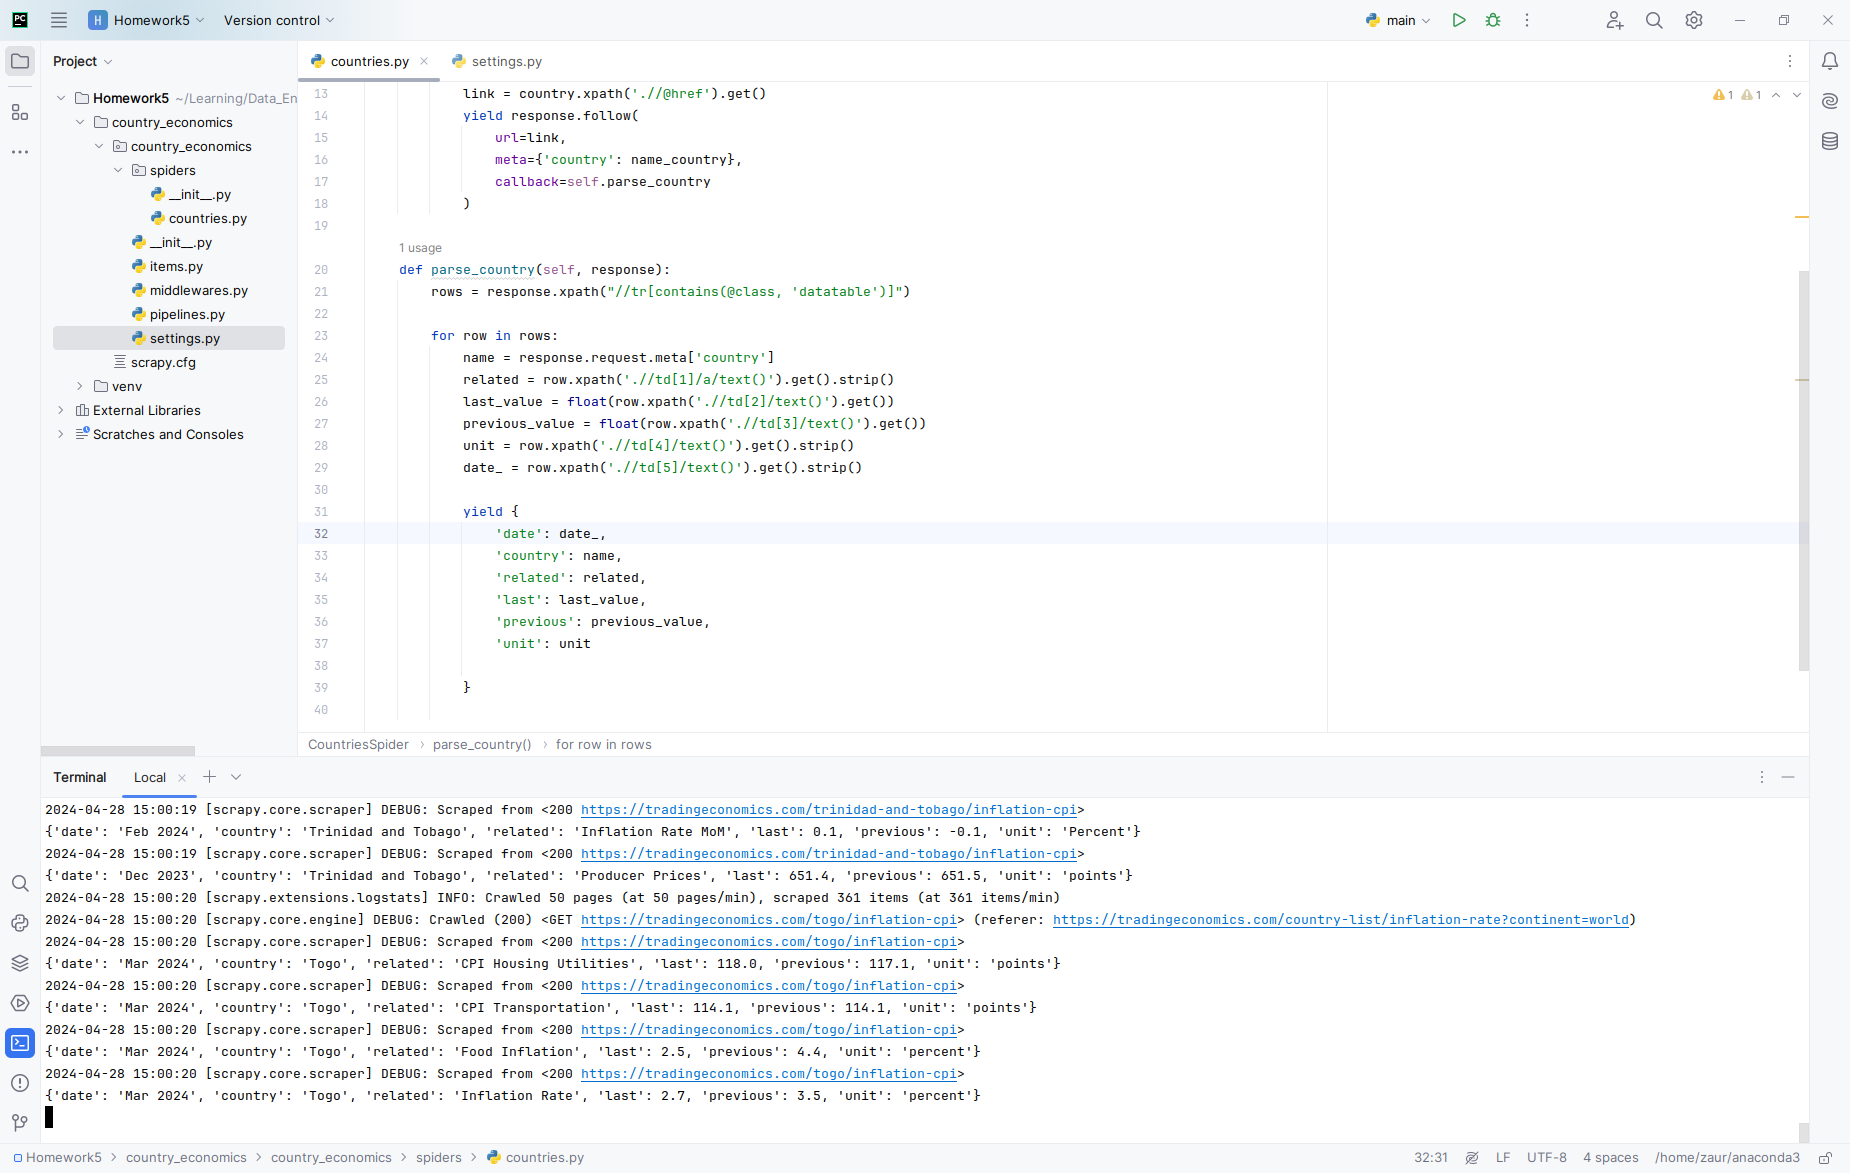 PC
H Homework5 Version control main
Project
countries.py settings.py
Homework5 ~/Learning/Data_En
country_economics
country_economics
spiders
__init__.py
countries.py
__init__.py
items.py
middlewares.py
pipelines.py
settings.py
scrapy.cfg
venv
External Libraries
Scratches and Consoles
1 1
13 link = country.xpath('.//@href').get()
14 yield response.follow(
15 url=link,
16 meta={'country': name_country},
17 callback=self.parse_country
18 )
19
1 usage
20 def parse_country(self, response):
21 rows = response.xpath("//tr[contains(@class, 'datatable')]")
22
23 for row in rows:
24 name = response.request.meta['country']
25 related = row.xpath('.//td[1]/a/text()').get().strip()
26 last_value = float(row.xpath('.//td[2]/text()').get())
27 previous_value = float(row.xpath('.//td[3]/text()').get())
28 unit = row.xpath('.//td[4]/text()').get().strip()
29 date_ = row.xpath('.//td[5]/text()').get().strip()
30
31 yield {
32 'date': date_,
33 'country': name,
34 'related': related,
35 'last': last_value,
36 'previous': previous_value,
37 'unit': unit
38
39 }
40
CountriesSpider › parse_country() › for row in rows
Terminal Local
2024-04-28 15:00:19 [scrapy.core.scraper] DEBUG: Scraped from <200 https://tradingeconomics.com/trinidad-and-tobago/inflation-cpi>
{'date': 'Feb 2024', 'country': 'Trinidad and Tobago', 'related': 'Inflation Rate MoM', 'last': 0.1, 'previous': -0.1, 'unit': 'Percent'}
2024-04-28 15:00:19 [scrapy.core.scraper] DEBUG: Scraped from <200 https://tradingeconomics.com/trinidad-and-tobago/inflation-cpi>
{'date': 'Dec 2023', 'country': 'Trinidad and Tobago', 'related': 'Producer Prices', 'last': 651.4, 'previous': 651.5, 'unit': 'points'}
2024-04-28 15:00:20 [scrapy.extensions.logstats] INFO: Crawled 50 pages (at 50 pages/min), scraped 361 items (at 361 items/min)
2024-04-28 15:00:20 [scrapy.core.engine] DEBUG: Crawled (200) <GET https://tradingeconomics.com/togo/inflation-cpi> (referer: https://tradingeconomics.com/country-list/inflation-rate?continent=world)
2024-04-28 15:00:20 [scrapy.core.scraper] DEBUG: Scraped from <200 https://tradingeconomics.com/togo/inflation-cpi>
{'date': 'Mar 2024', 'country': 'Togo', 'related': 'CPI Housing Utilities', 'last': 118.0, 'previous': 117.1, 'unit': 'points'}
2024-04-28 15:00:20 [scrapy.core.scraper] DEBUG: Scraped from <200 https://tradingeconomics.com/togo/inflation-cpi>
{'date': 'Mar 2024', 'country': 'Togo', 'related': 'CPI Transportation', 'last': 114.1, 'previous': 114.1, 'unit': 'points'}
2024-04-28 15:00:20 [scrapy.core.scraper] DEBUG: Scraped from <200 https://tradingeconomics.com/togo/inflation-cpi>
{'date': 'Mar 2024', 'country': 'Togo', 'related': 'Food Inflation', 'last': 2.5, 'previous': 4.4, 'unit': 'percent'}
2024-04-28 15:00:20 [scrapy.core.scraper] DEBUG: Scraped from <200 https://tradingeconomics.com/togo/inflation-cpi>
{'date': 'Mar 2024', 'country': 'Togo', 'related': 'Inflation Rate', 'last': 2.7, 'previous': 3.5, 'unit': 'percent'}
Homework5 › country_economics › country_economics › spiders › countries.py 32:31 LF UTF-8 4 spaces /home/zaur/anaconda3